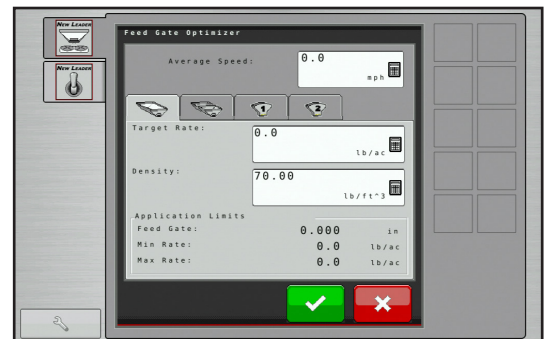 NEW LEADER
NEW LEADER
Feed Gate Optimizer
Average Speed:
0.0
mph
1
2
Target Rate:
0.0
lb/ac
Density:
70.00
lb/ft^3
Application Limits
Feed Gate: 0.000 in
Min Rate: 0.0 lb/ac
Max Rate: 0.0 lb/ac